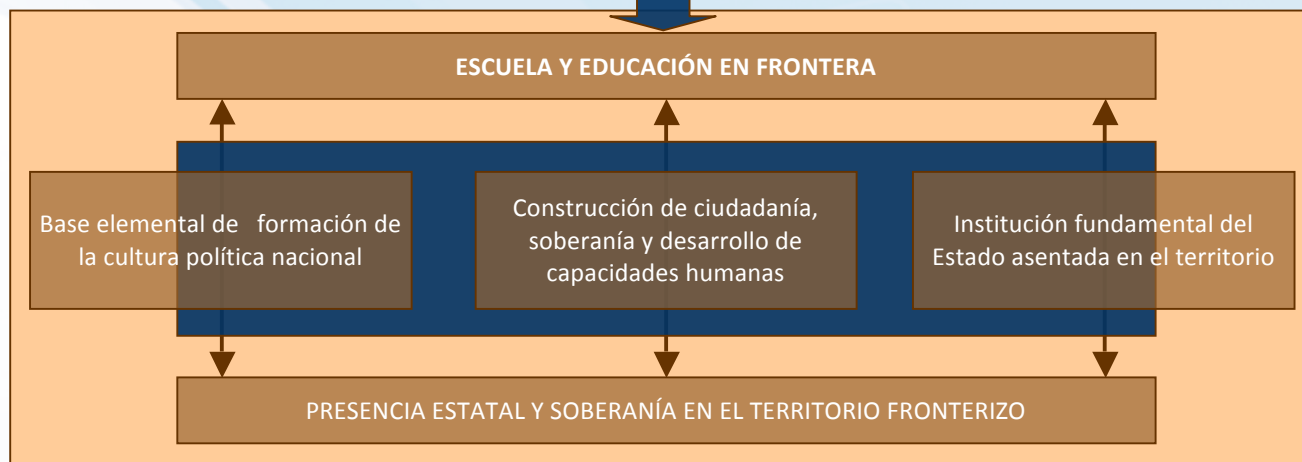 ESCUELA Y EDUCACIÓN EN FRONTERA
Base elemental de   formación de
la cultura política nacional
Construcción de ciudadanía,
soberanía y desarrollo de
capacidades humanas
Institución fundamental del
Estado asentada en el territorio
PRESENCIA ESTATAL Y SOBERANÍA EN EL TERRITORIO FRONTERIZO